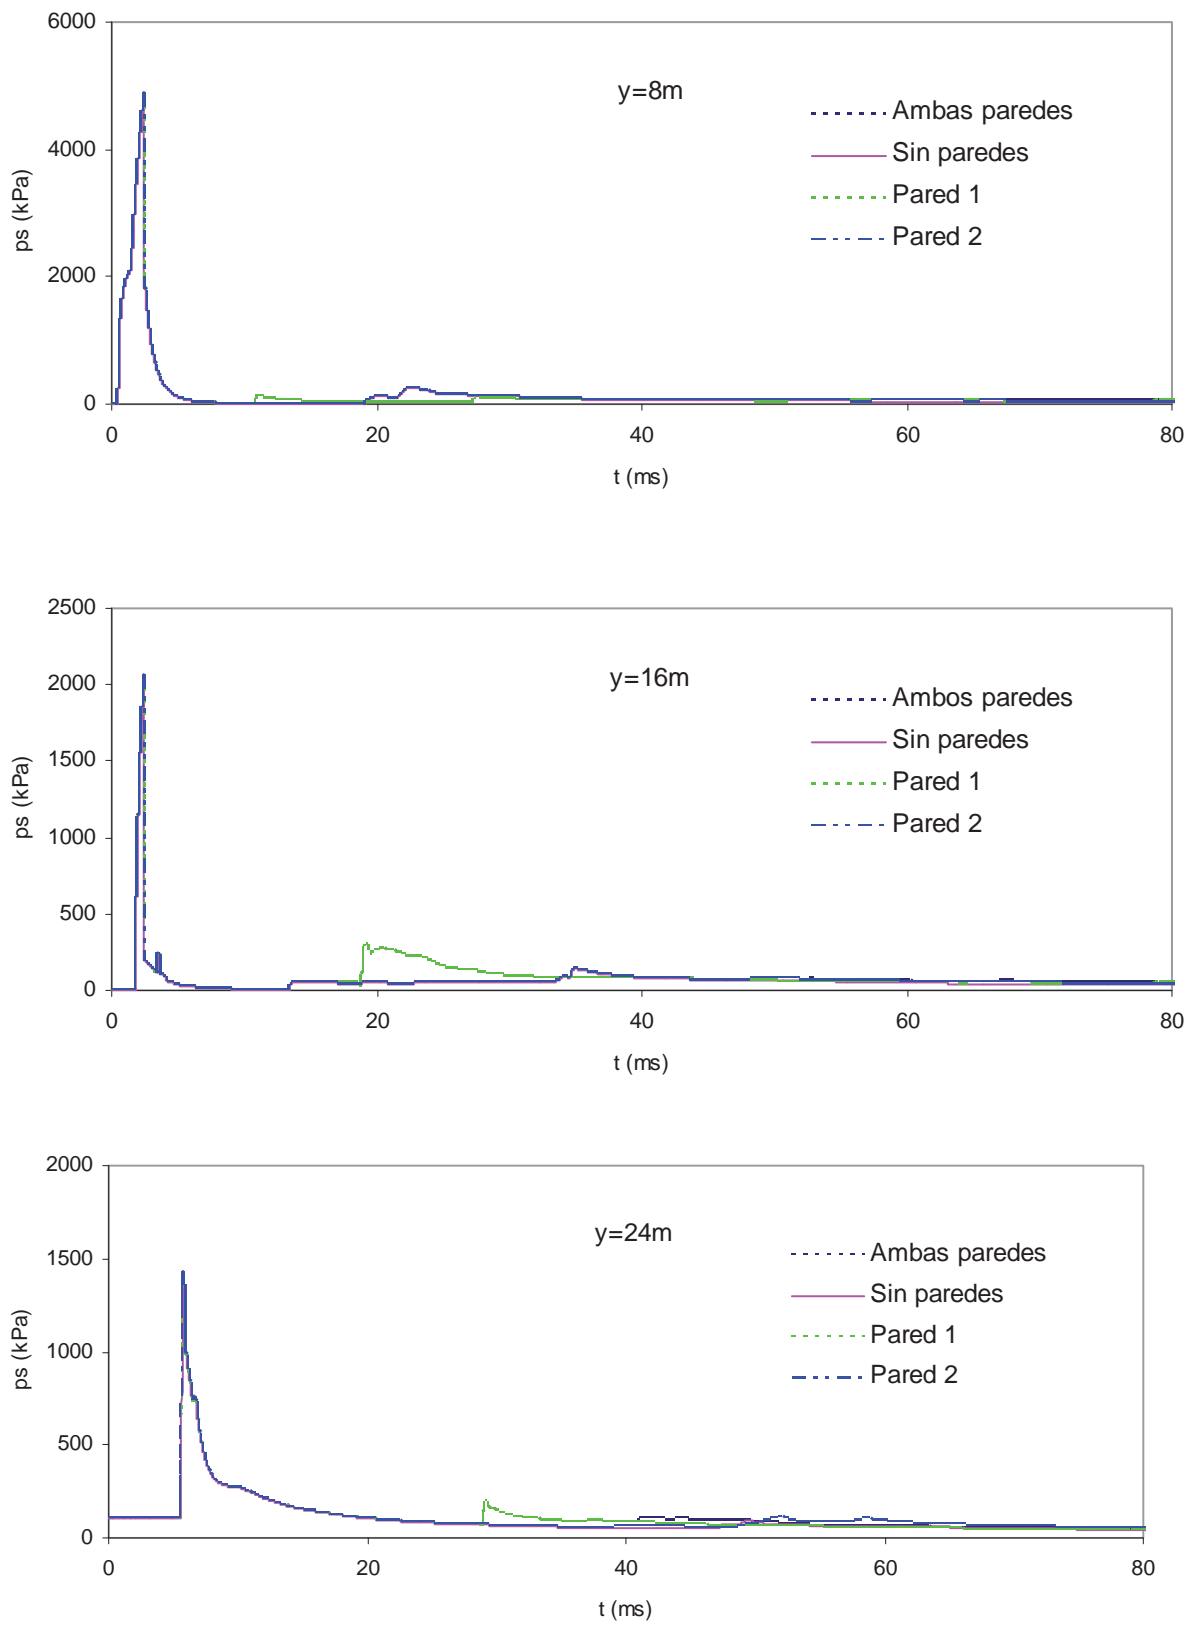 6000
4000
2000
0
ps (kPa)
y=8m
Ambas paredes
Sin paredes
Pared 1
Pared 2
0 20 40 60 80
t (ms)
2500
2000
1500
1000
500
0
ps (kPa)
y=16m
Ambos paredes
Sin paredes
Pared 1
Pared 2
0 20 40 60 80
t (ms)
2000
1500
1000
500
0
ps (kPa)
y=24m
Ambas paredes
Sin paredes
Pared 1
Pared 2
0 20 40 60 80
t (ms)